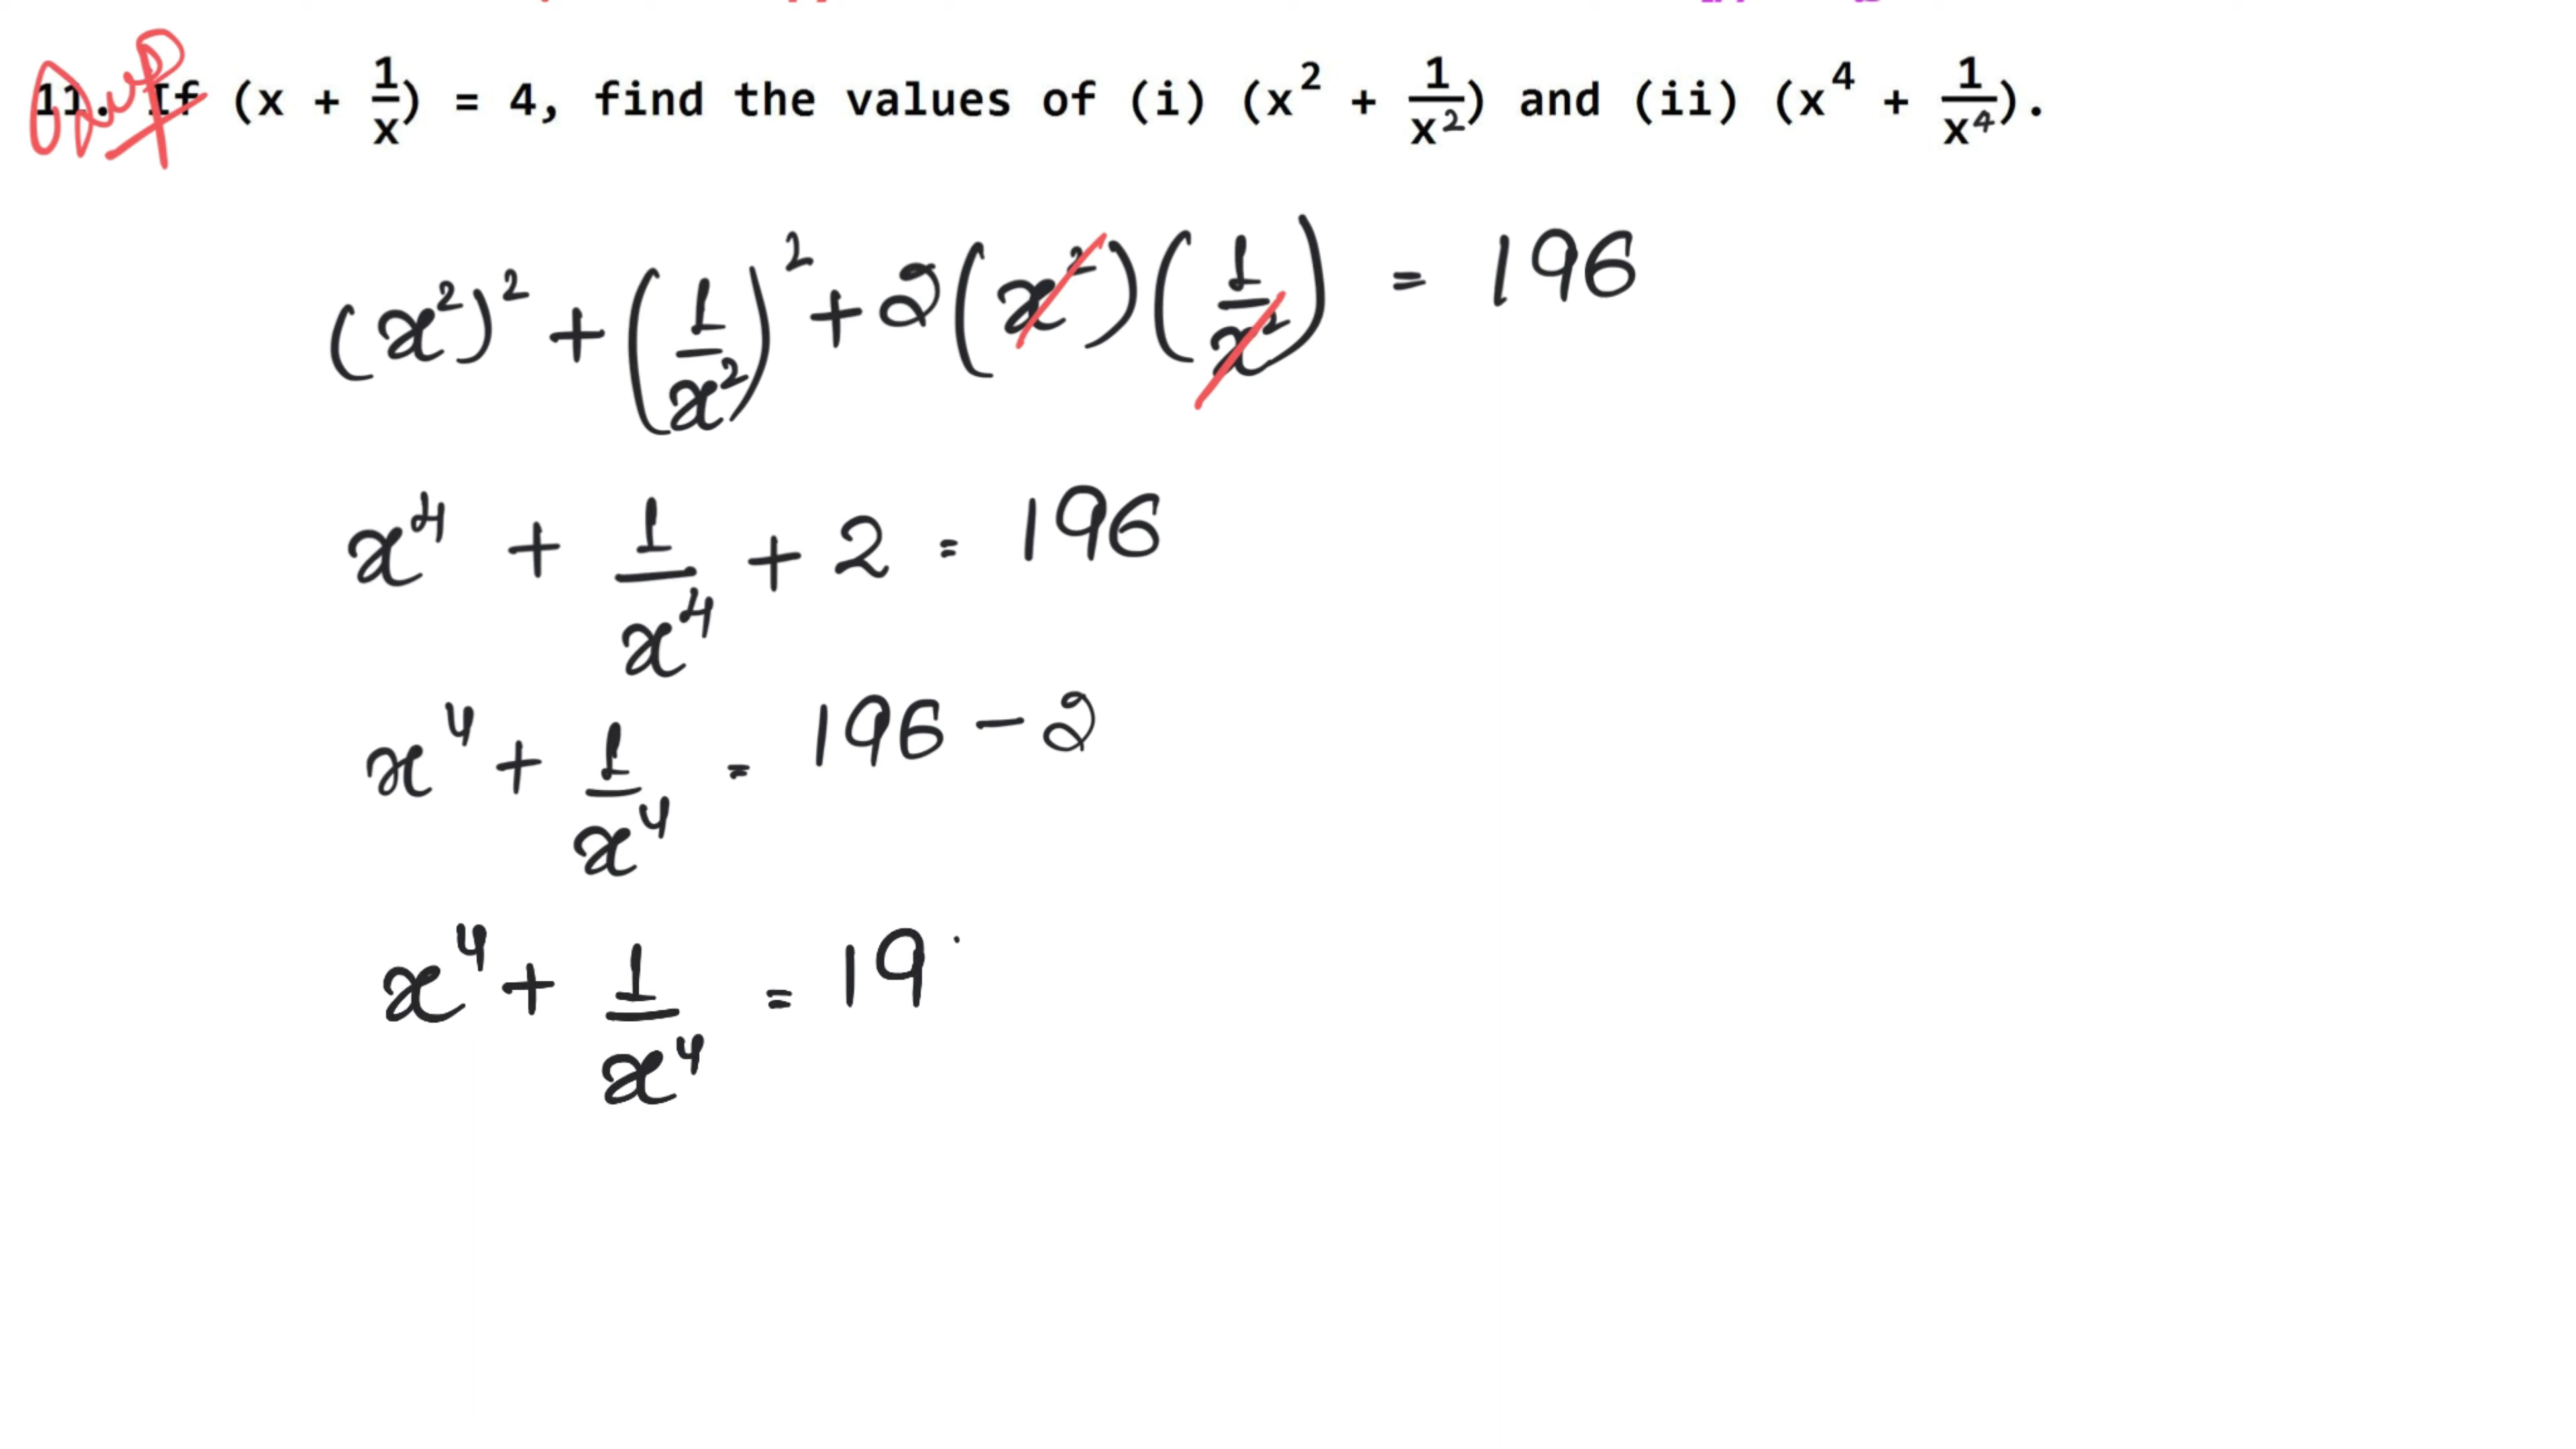 11. If (x + 1/x) = 4, find the values of (i) (x² + 1/x²) and (ii) (x⁴ + 1/x⁴).
(x²)² + (1/x²)² + 2(x²)(1/x²) = 196
x⁴ + 1/x⁴ + 2 = 196
x⁴ + 1/x⁴ = 196 - 2
x⁴ + 1/x⁴ = 19